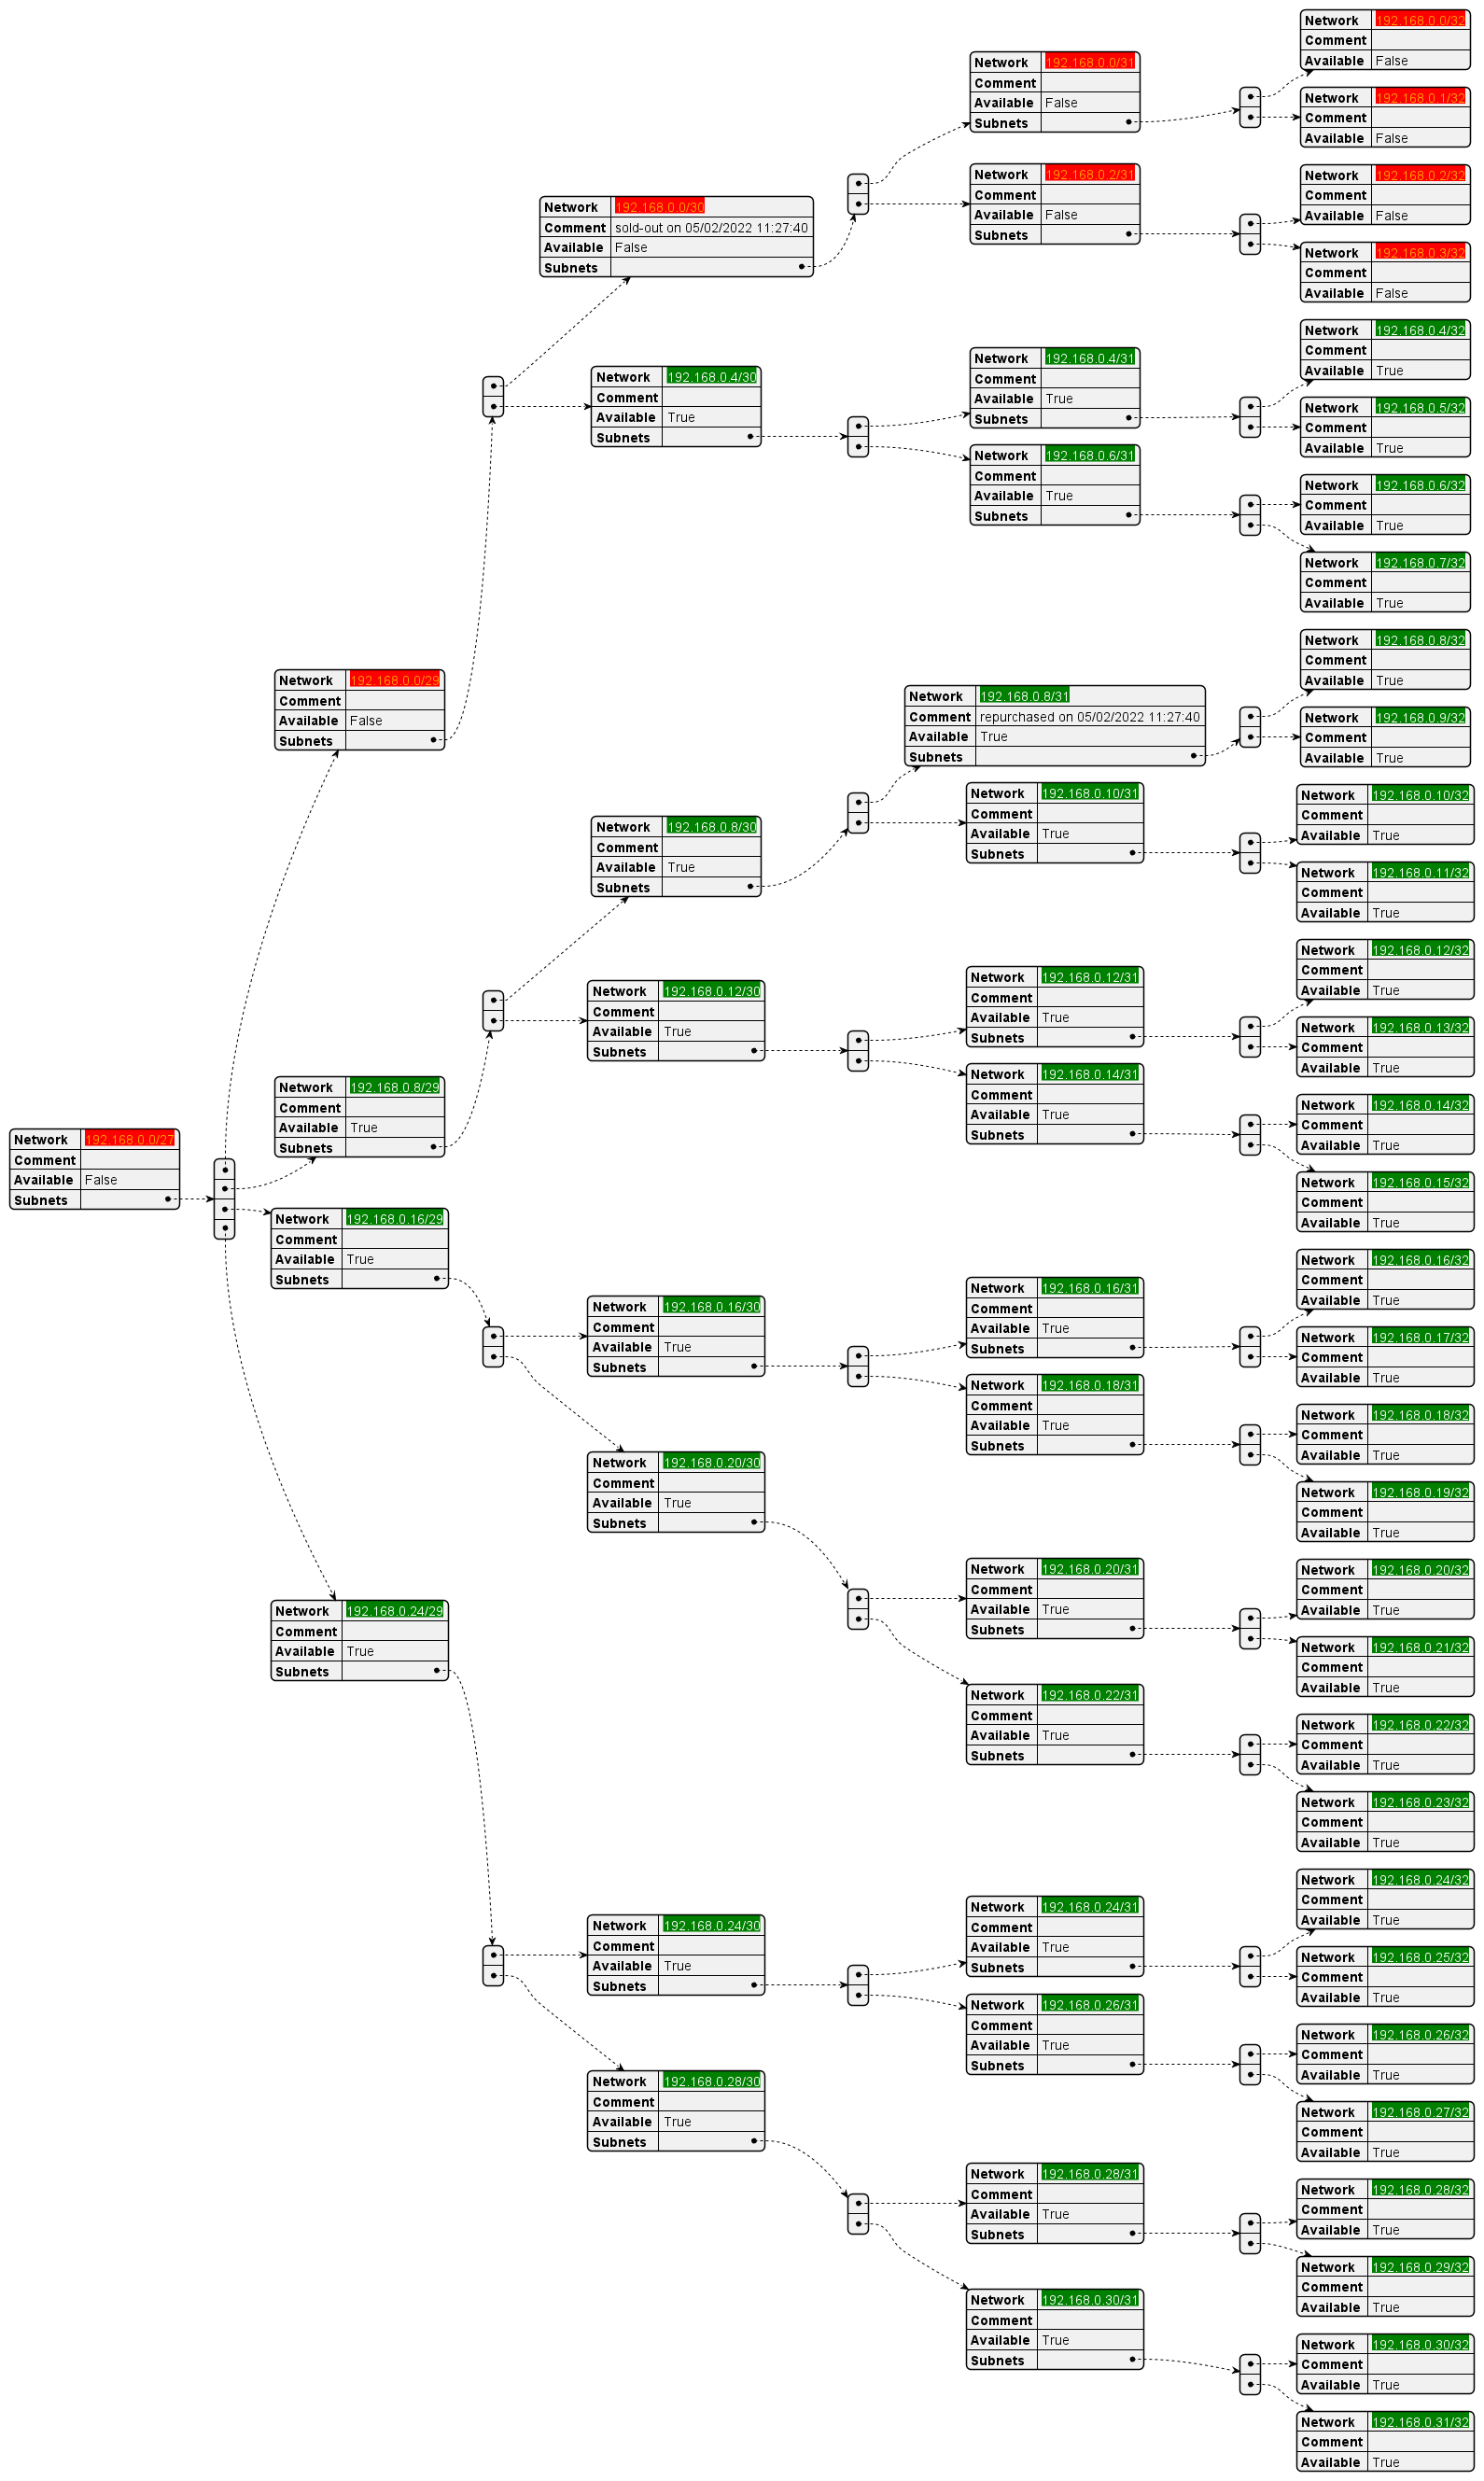 Network 192.168.0.0/27
Comment
Available False
Subnets
Network 192.168.0.0/29
Comment
Available False
Subnets
Network 192.168.0.0/30
Comment sold-out on 05/02/2022 11:27:40
Available False
Subnets
Network 192.168.0.0/31
Comment
Available False
Subnets
Network 192.168.0.0/32
Comment
Available False
Network 192.168.0.1/32
Comment
Available False
Network 192.168.0.2/31
Comment
Available False
Subnets
Network 192.168.0.2/32
Comment
Available False
Network 192.168.0.3/32
Comment
Available False
Network 192.168.0.4/30
Comment
Available True
Subnets
Network 192.168.0.4/31
Comment
Available True
Subnets
Network 192.168.0.4/32
Comment
Available True
Network 192.168.0.5/32
Comment
Available True
Network 192.168.0.6/31
Comment
Available True
Subnets
Network 192.168.0.6/32
Comment
Available True
Network 192.168.0.7/32
Comment
Available True
Network 192.168.0.8/29
Comment
Available True
Subnets
Network 192.168.0.8/30
Comment
Available True
Subnets
Network 192.168.0.8/31
Comment repurchased on 05/02/2022 11:27:40
Available True
Subnets
Network 192.168.0.8/32
Comment
Available True
Network 192.168.0.9/32
Comment
Available True
Network 192.168.0.10/31
Comment
Available True
Subnets
Network 192.168.0.10/32
Comment
Available True
Network 192.168.0.11/32
Comment
Available True
Network 192.168.0.12/30
Comment
Available True
Subnets
Network 192.168.0.12/31
Comment
Available True
Subnets
Network 192.168.0.12/32
Comment
Available True
Network 192.168.0.13/32
Comment
Available True
Network 192.168.0.14/31
Comment
Available True
Subnets
Network 192.168.0.14/32
Comment
Available True
Network 192.168.0.15/32
Comment
Available True
Network 192.168.0.16/29
Comment
Available True
Subnets
Network 192.168.0.16/30
Comment
Available True
Subnets
Network 192.168.0.16/31
Comment
Available True
Subnets
Network 192.168.0.16/32
Comment
Available True
Network 192.168.0.17/32
Comment
Available True
Network 192.168.0.18/31
Comment
Available True
Subnets
Network 192.168.0.18/32
Comment
Available True
Network 192.168.0.19/32
Comment
Available True
Network 192.168.0.20/30
Comment
Available True
Subnets
Network 192.168.0.20/31
Comment
Available True
Subnets
Network 192.168.0.20/32
Comment
Available True
Network 192.168.0.21/32
Comment
Available True
Network 192.168.0.22/31
Comment
Available True
Subnets
Network 192.168.0.22/32
Comment
Available True
Network 192.168.0.23/32
Comment
Available True
Network 192.168.0.24/29
Comment
Available True
Subnets
Network 192.168.0.24/30
Comment
Available True
Subnets
Network 192.168.0.24/31
Comment
Available True
Subnets
Network 192.168.0.24/32
Comment
Available True
Network 192.168.0.25/32
Comment
Available True
Network 192.168.0.26/31
Comment
Available True
Subnets
Network 192.168.0.26/32
Comment
Available True
Network 192.168.0.27/32
Comment
Available True
Network 192.168.0.28/30
Comment
Available True
Subnets
Network 192.168.0.28/31
Comment
Available True
Subnets
Network 192.168.0.28/32
Comment
Available True
Network 192.168.0.29/32
Comment
Available True
Network 192.168.0.30/31
Comment
Available True
Subnets
Network 192.168.0.30/32
Comment
Available True
Network 192.168.0.31/32
Comment
Available True